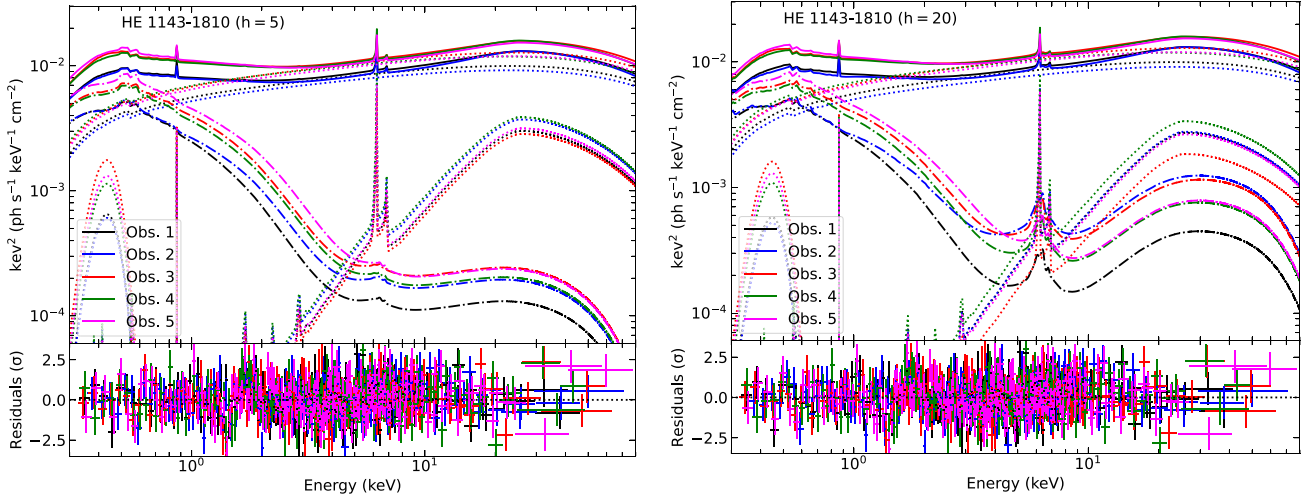 HE 1143-1810 (h = 5)
keV² (ph s⁻¹ keV⁻¹ cm⁻²)
10⁻²
10⁻³
10⁻⁴
Obs. 1
Obs. 2
Obs. 3
Obs. 4
Obs. 5
Residuals (σ)
2.5
0.0
−2.5
10⁰
10¹
Energy (keV)
HE 1143-1810 (h = 20)
keV² (ph s⁻¹ keV⁻¹ cm⁻²)
10⁻²
10⁻³
10⁻⁴
Obs. 1
Obs. 2
Obs. 3
Obs. 4
Obs. 5
Residuals (σ)
2.5
0.0
−2.5
10⁰
10¹
Energy (keV)